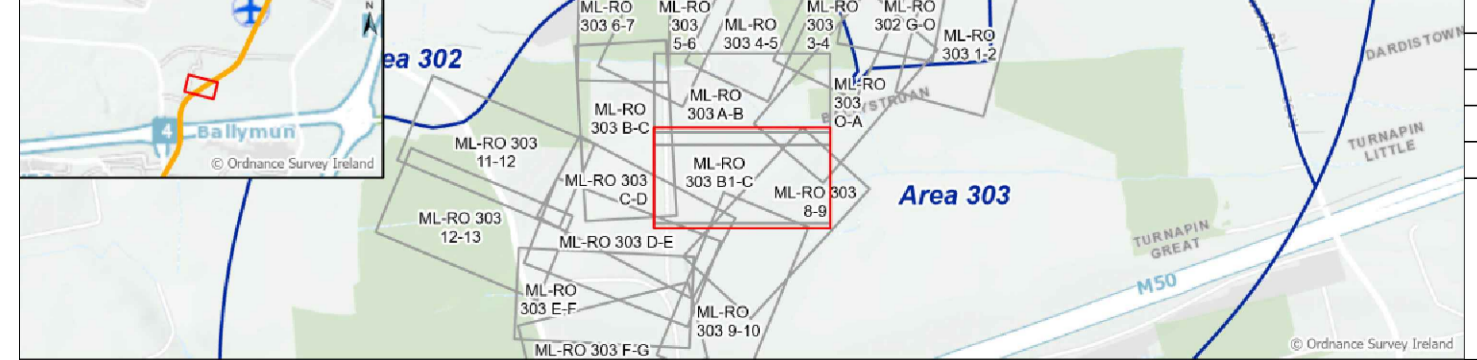 N
4
Ballymun
© Ordnance Survey Ireland
ea 302
ML-RO
303 6-7
ML-RO
303
5-6
ML-RO
303 4-5
ML-RO
303
3-4
ML-RO
302 G-O
ML-RO
303 1-2
DARDISTOWN
ML-RO
303 B-C
ML-RO
303 A-B
ML-RO
303
O-A
ML-RO 303
11-12
ML-RO 303
C-D
ML-RO
303 B1-C
ML-RO 303
8-9
Area 303
TURNAPIN
LITTLE
ML-RO 303
12-13
ML-RO 303 D-E
TURNAPIN
GREAT
M50
ML-RO
303 E-F
ML-RO
303 9-10
ML-RO 303 F-G
© Ordnance Survey Ireland